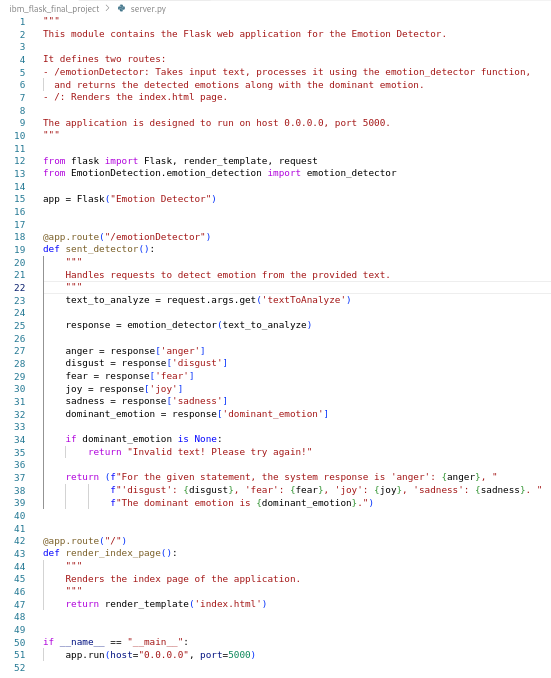 ibm_flask_final_project > server.py
1 """
2 This module contains the Flask web application for the Emotion Detector.
3
4 It defines two routes:
5 - /emotionDetector: Takes input text, processes it using the emotion_detector function,
6   and returns the detected emotions along with the dominant emotion.
7 - /: Renders the index.html page.
8
9 The application is designed to run on host 0.0.0.0, port 5000.
10 """
11
12 from flask import Flask, render_template, request
13 from EmotionDetection.emotion_detection import emotion_detector
14
15 app = Flask("Emotion Detector")
16
17
18 @app.route("/emotionDetector")
19 def sent_detector():
20     """
21     Handles requests to detect emotion from the provided text.
22     """
23     text_to_analyze = request.args.get('textToAnalyze')
24
25     response = emotion_detector(text_to_analyze)
26
27     anger = response['anger']
28     disgust = response['disgust']
29     fear = response['fear']
30     joy = response['joy']
31     sadness = response['sadness']
32     dominant_emotion = response['dominant_emotion']
33
34     if dominant_emotion is None:
35         return "Invalid text! Please try again!"
36
37     return (f"For the given statement, the system response is 'anger': {anger}, "
38             f"'disgust': {disgust}, 'fear': {fear}, 'joy': {joy}, 'sadness': {sadness}. "
39             f"The dominant emotion is {dominant_emotion}.")
40
41
42 @app.route("/")
43 def render_index_page():
44     """
45     Renders the index page of the application.
46     """
47     return render_template('index.html')
48
49
50 if __name__ == "__main__":
51     app.run(host="0.0.0.0", port=5000)
52